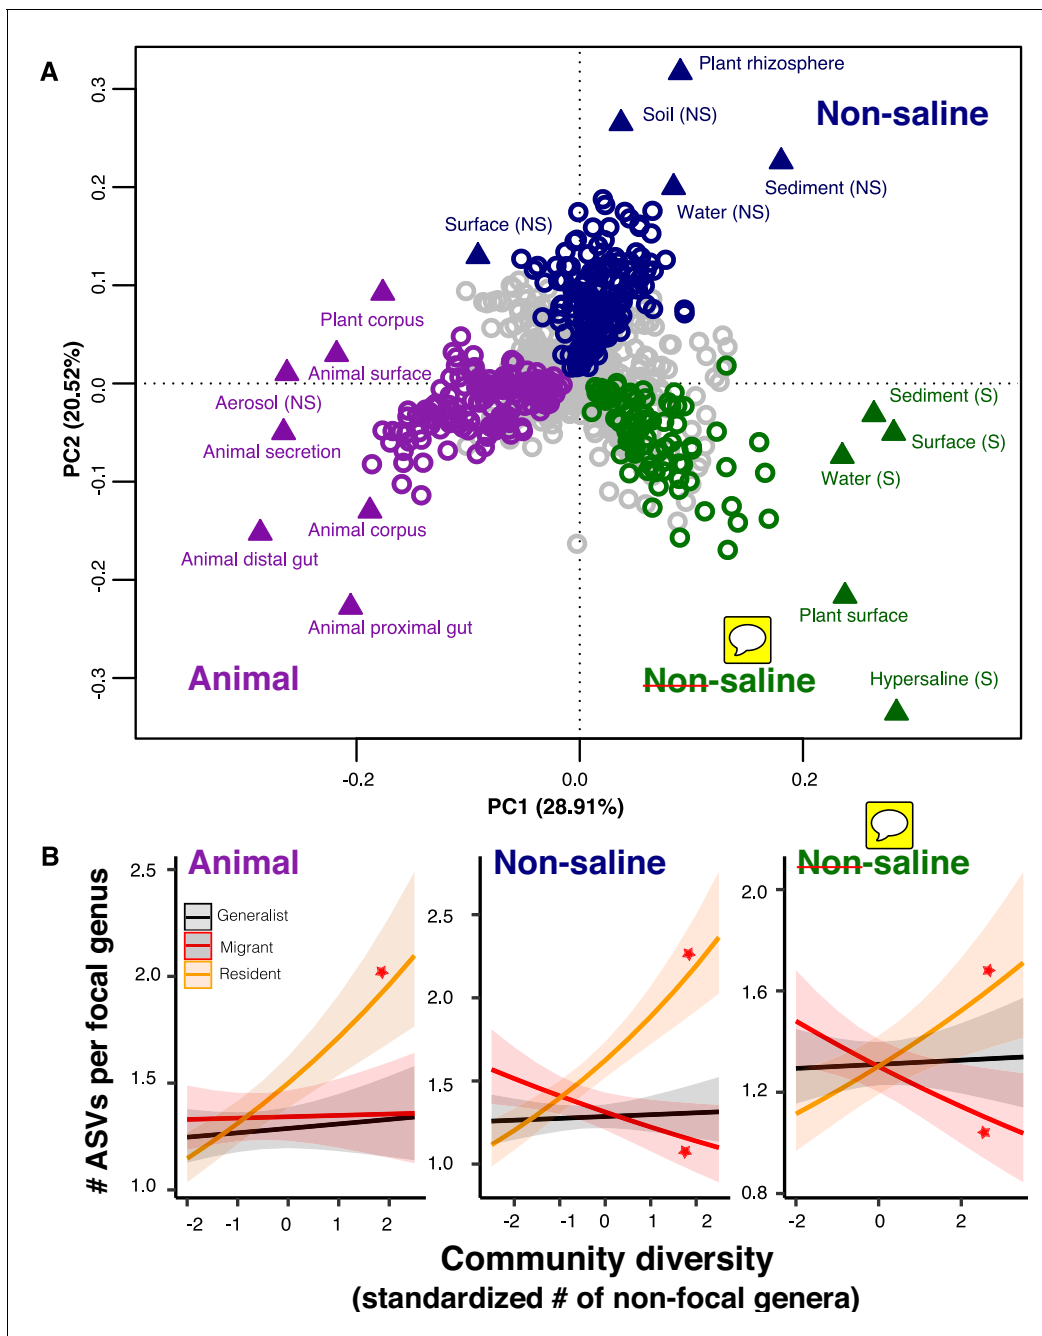 A
Plant rhizosphere
Soil (NS)
Non-saline
Sediment (NS)
Water (NS)
Surface (NS)
Plant corpus
Animal surface
Aerosol (NS)
Animal secretion
Animal corpus
Animal distal gut
Animal proximal gut
Animal
Sediment (S)
Surface (S)
Water (S)
Plant surface
Non-saline
Hypersaline (S)
PC2 (20.52%)
0.3
0.2
0.1
0.0
-0.1
-0.2
-0.3
-0.2
0.0
0.2
PC1 (28.91%)
B
# ASVs per focal genus
Animal
Generalist
Migrant
Resident
2.5
2.0
1.5
1.0
-2
-1
0
1
2
Non-saline
2.5
2.0
1.5
1.0
-2
-1
0
1
2
Non-saline
2.0
1.6
1.2
0.8
-2
0
2
Community diversity
(standardized # of non-focal genera)